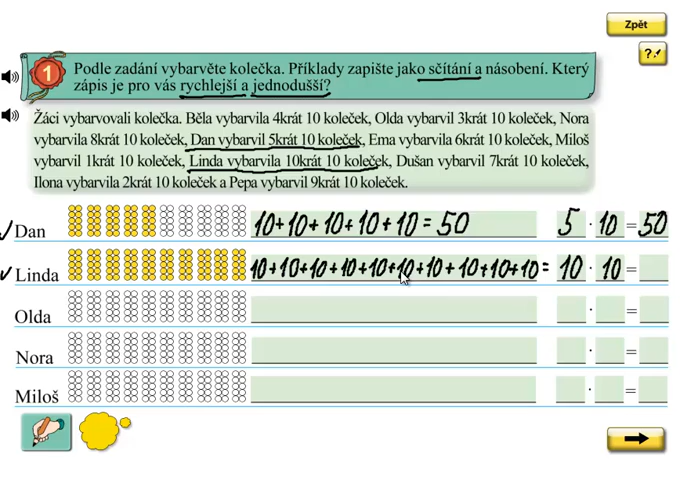 Zpět
?
1 Podle zadání vybarvěte kolečka. Příklady zapište jako sčítání a násobení. Který
zápis je pro vás rychlejší a jednodušší?
Žáci vybarvovali kolečka. Běla vybarvila 4krát 10 koleček, Olda vybarvil 3krát 10 koleček, Nora
vybarvila 8krát 10 koleček, Dan vybarvil 5krát 10 koleček, Ema vybarvila 6krát 10 koleček, Miloš
vybarvil 1krát 10 koleček, Linda vybarvila 10krát 10 koleček, Dušan vybarvil 7krát 10 koleček,
Ilona vybarvila 2krát 10 koleček a Pepa vybarvil 9krát 10 koleček.
Dan 10+10+10+10+10=50 5 · 10 = 50
Linda 10+10+10+10+10+10+10+10+10+10= 10 · 10 =
Olda · =
Nora · =
Miloš · =